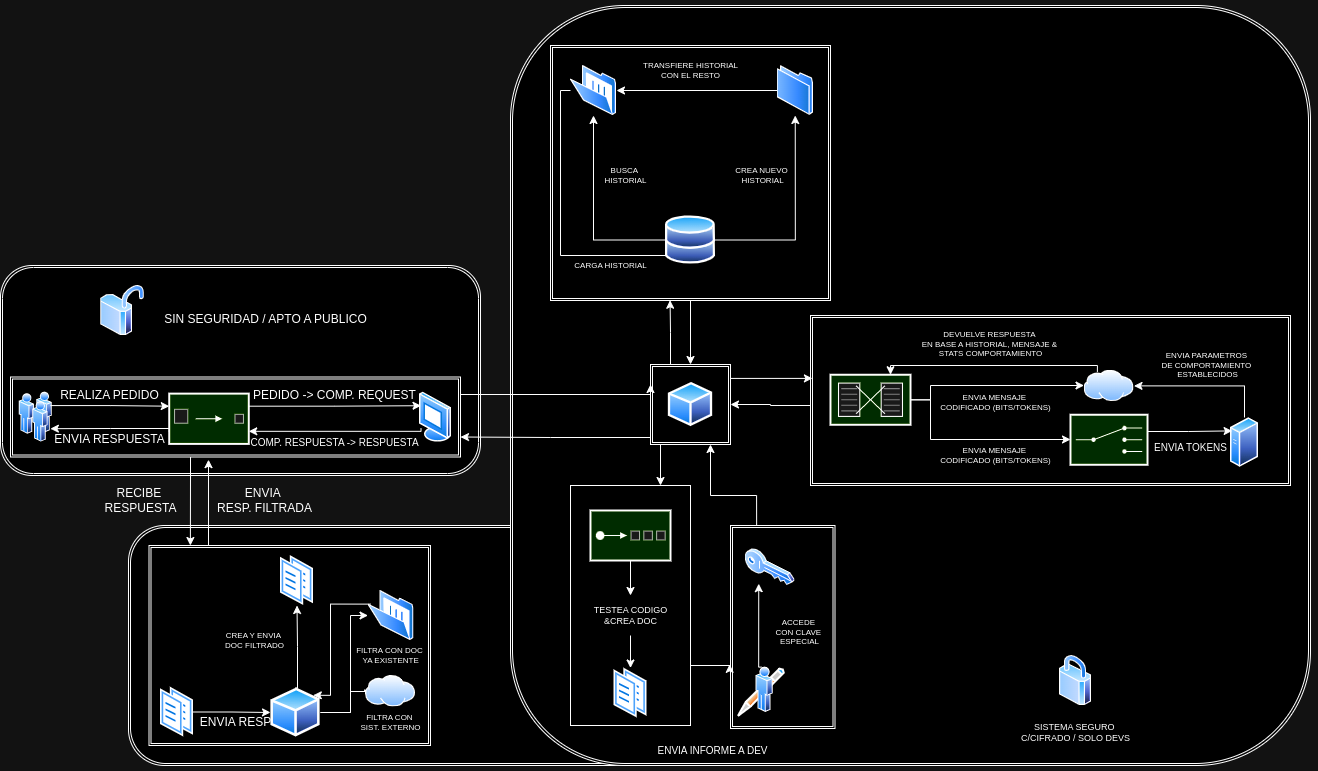 TRANSFIERE HISTORIAL
CON EL RESTO
BUSCA
HISTORIAL
CREA NUEVO
HISTORIAL
CARGA HISTORIAL
SIN SEGURIDAD / APTO A PUBLICO
REALIZA PEDIDO
PEDIDO -> COMP. REQUEST
ENVIA RESPUESTA
COMP. RESPUESTA -> RESPUESTA
DEVUELVE RESPUESTA
EN BASE A HISTORIAL, MENSAJE &
STATS COMPORTAMIENTO
ENVIA PARAMETROS
DE COMPORTAMIENTO
ESTABLECIDOS
ENVIA MENSAJE
CODIFICADO (BITS/TOKENS)
ENVIA MENSAJE
CODIFICADO (BITS/TOKENS)
ENVIA TOKENS
RECIBE
RESPUESTA
ENVIA
RESP. FILTRADA
CREA Y ENVIA
DOC FILTRADO
FILTRA CON DOC
YA EXISTENTE
ENVIA RESP
FILTRA CON
SIST. EXTERNO
TESTEA CODIGO
&CREA DOC
ACCEDE
CON CLAVE
ESPECIAL
ENVIA INFORME A DEV
SISTEMA SEGURO
C/CIFRADO / SOLO DEVS